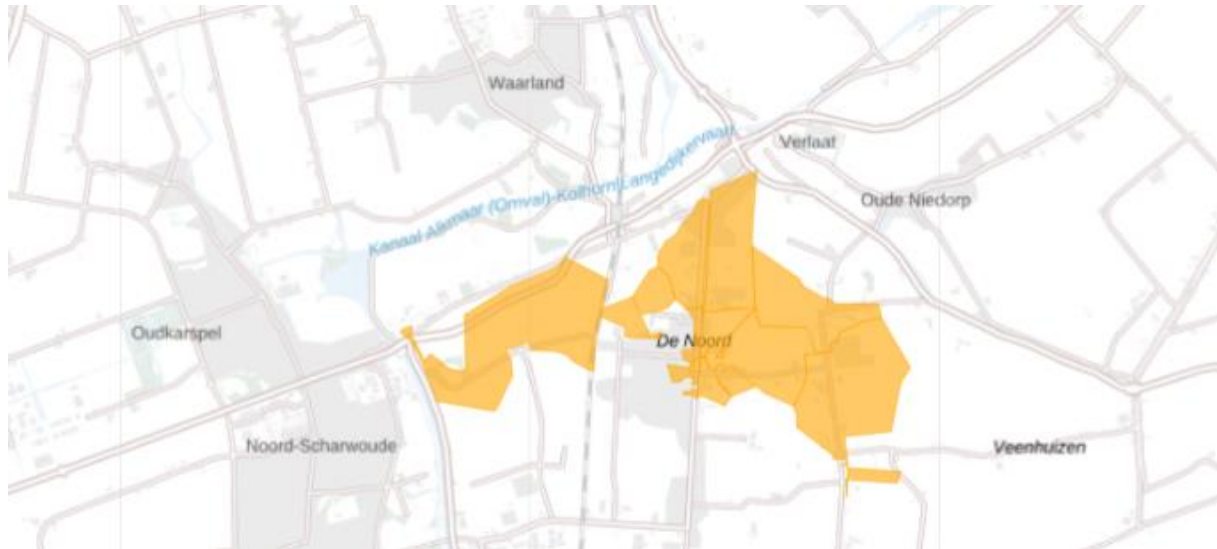 Waarland
Verlaat
Kanaal Alkmaar (Omval)-Kolhorn(Langedijkervaart
Oude Niedorp
Oudkarspel
De Noord
Noord-Scharwoude
Veenhuizen